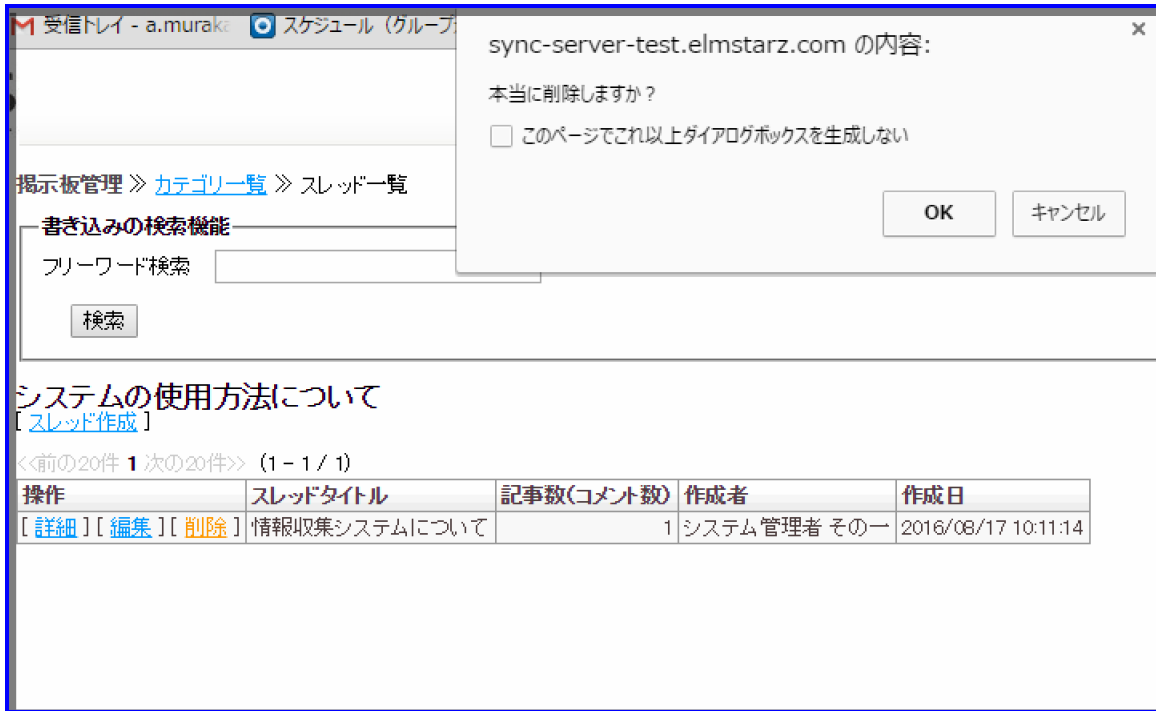 受信トレイ - a.muraka
スケジュール (グループ
sync-server-test.elmstarz.com の内容:
×
本当に削除しますか?
このページでこれ以上ダイアログボックスを生成しない
OK キャンセル
掲示板管理 ≫ カテゴリ一覧 ≫ スレッド一覧
書き込みの検索機能
フリーワード検索
検索
システムの使用方法について
[ スレッド作成 ]
<<前の20件 1 次の20件>> (1 - 1 / 1)
操作 スレッドタイトル 記事数(コメント数) 作成者 作成日
[ 詳細 ] [ 編集 ] [ 削除 ] 情報収集システムについて 1 システム管理者 その一 2016/08/17 10:11:14